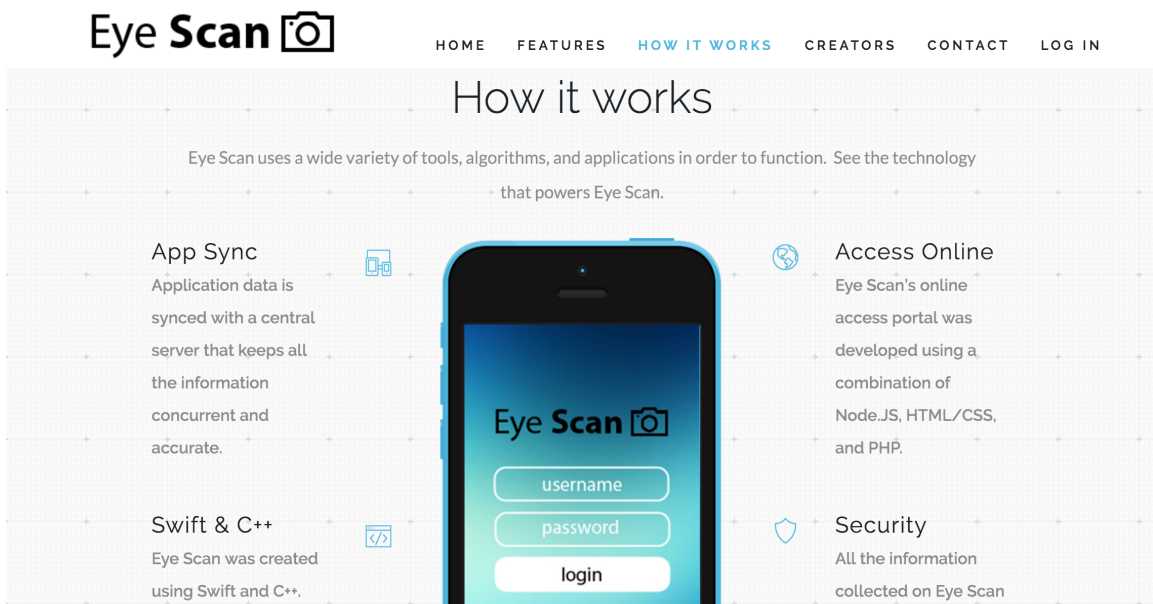 Eye Scan
HOME FEATURES HOW IT WORKS CREATORS CONTACT LOG IN
How it works
Eye Scan uses a wide variety of tools, algorithms, and applications in order to function. See the technology
that powers Eye Scan.
App Sync
Application data is
synced with a central
server that keeps all
the information
concurrent and
accurate.
Swift & C++
Eye Scan was created
using Swift and C++.
Eye Scan
username
password
login
Access Online
Eye Scan's online
access portal was
developed using a
combination of
Node.JS, HTML/CSS,
and PHP.
Security
All the information
collected on Eye Scan